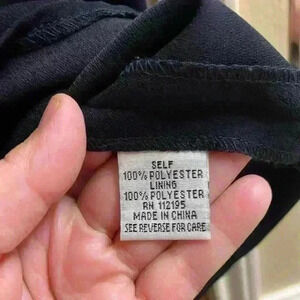 SELF
100% POLYESTER
LINING
100% POLYESTER
RN 112195
MADE IN CHINA
SEE REVERSE FOR CARE